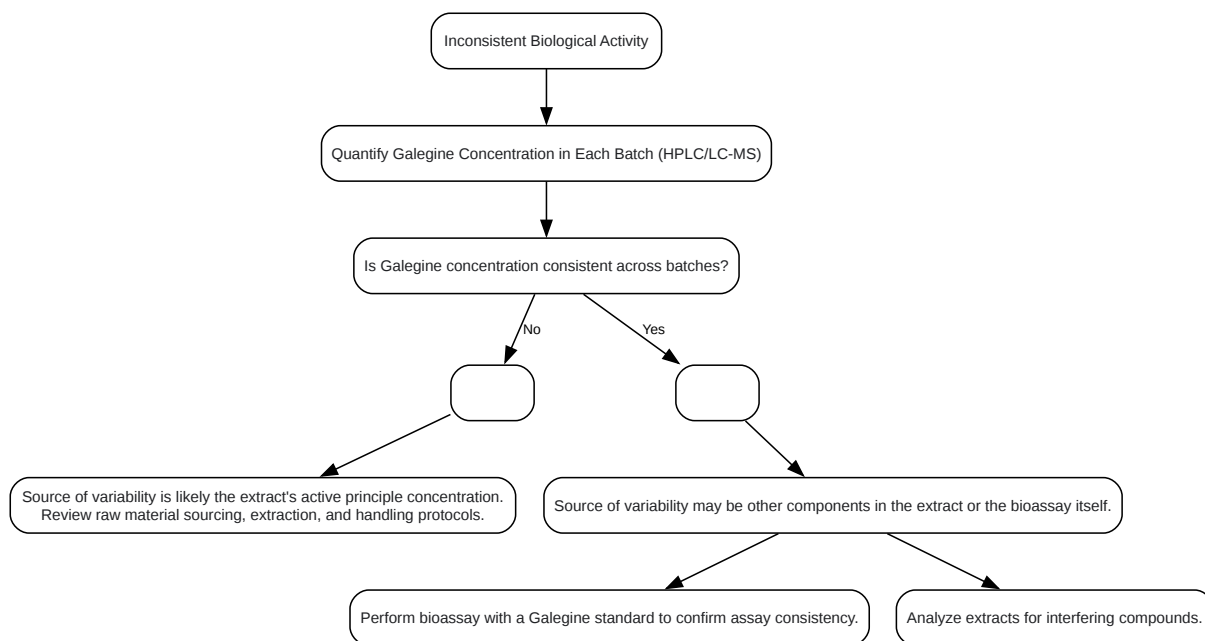 Inconsistent Biological Activity
Quantify Galegine Concentration in Each Batch (HPLC/LC-MS)
Is Galegine concentration consistent across batches?
No
Yes
Source of variability is likely the extract's active principle concentration.
Review raw material sourcing, extraction, and handling protocols.
Source of variability may be other components in the extract or the bioassay itself.
Perform bioassay with a Galegine standard to confirm assay consistency.
Analyze extracts for interfering compounds.